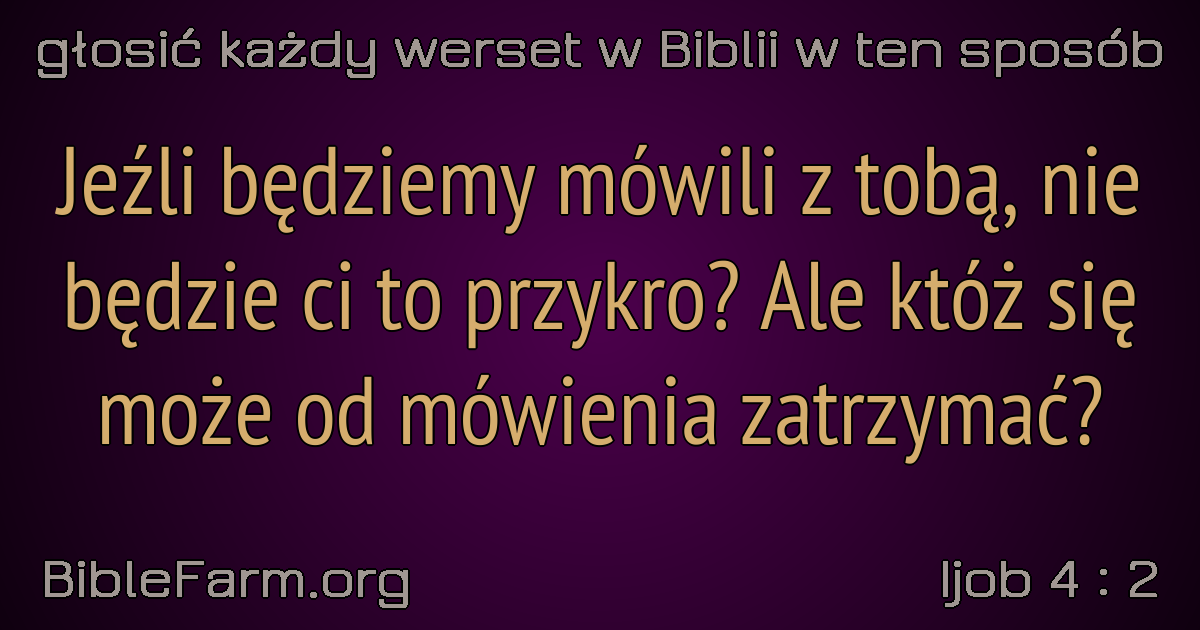 głosić każdy werset w Biblii w ten sposób
Jeźli będziemy mówili z tobą, nie
będzie ci to przykro? Ale któż się
może od mówienia zatrzymać?
BibleFarm.org
Ijob 4 : 2